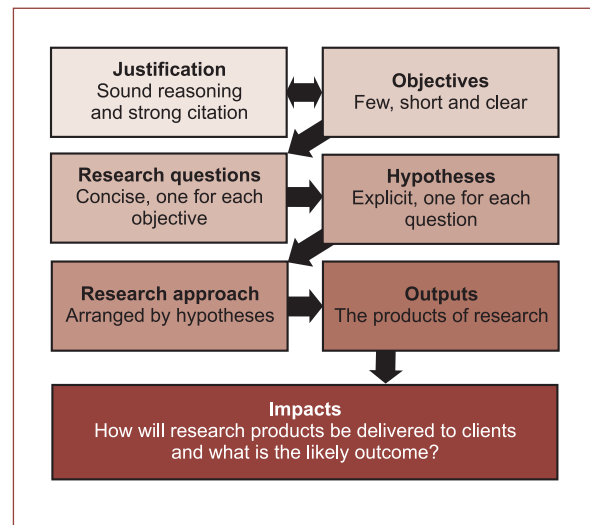 Justification
Sound reasoning
and strong citation
Objectives
Few, short and clear
Research questions
Concise, one for each
objective
Hypotheses
Explicit, one for each
question
Research approach
Arranged by hypotheses
Outputs
The products of research
Impacts
How will research products be delivered to clients
and what is the likely outcome?